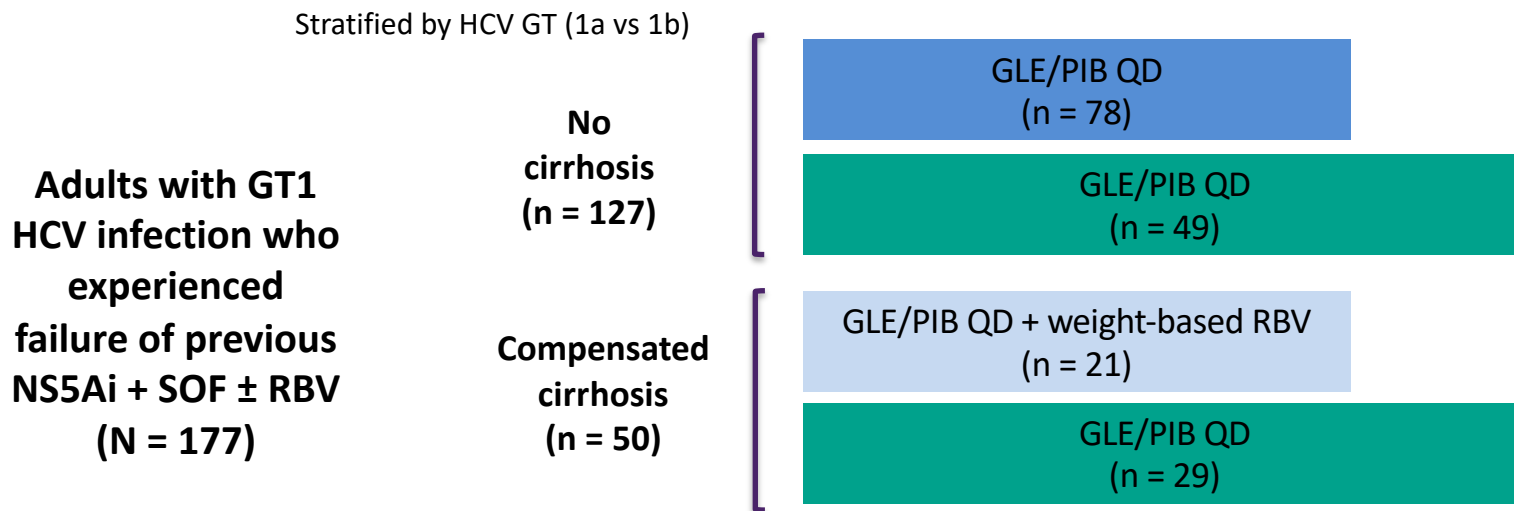 Stratified by HCV GT (1a vs 1b)
Adults with GT1
HCV infection who
experienced
failure of previous
NS5Ai + SOF ± RBV
(N = 177)
No
cirrhosis
(n = 127)
GLE/PIB QD
(n = 78)
GLE/PIB QD
(n = 49)
Compensated
cirrhosis
(n = 50)
GLE/PIB QD + weight-based RBV
(n = 21)
GLE/PIB QD
(n = 29)